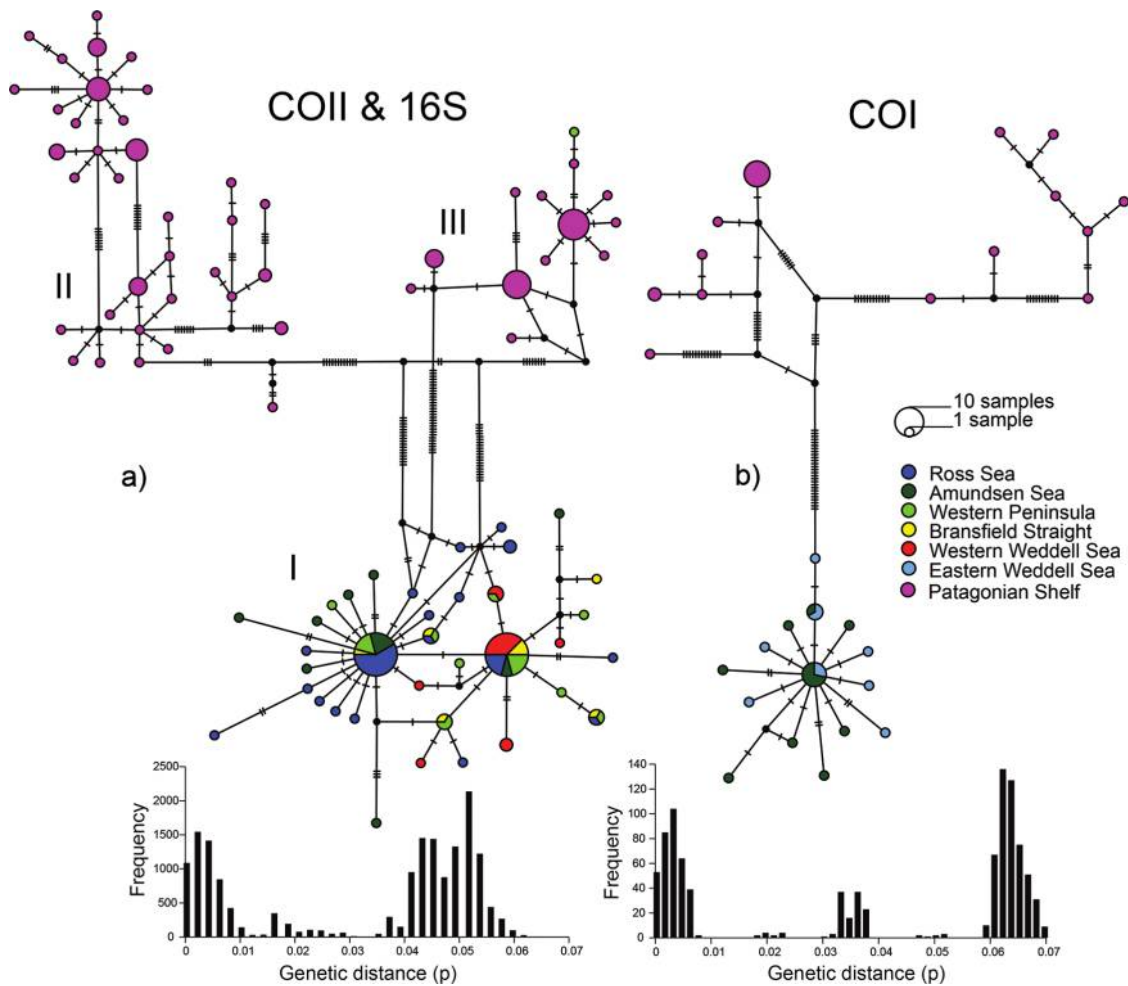 COII & 16S
COI
II
III
10 samples
1 sample
a)
b)
Ross Sea
Amundsen Sea
Western Peninsula
Bransfield Straight
Western Weddell Sea
Eastern Weddell Sea
Patagonian Shelf
I
2500
2000
1500
1000
500
0
Frequency
0 0.01 0.02 0.03 0.04 0.05 0.06 0.07
Genetic distance (p)
140
120
100
80
60
40
20
0
Frequency
0 0.01 0.02 0.03 0.04 0.05 0.06 0.07
Genetic distance (p)